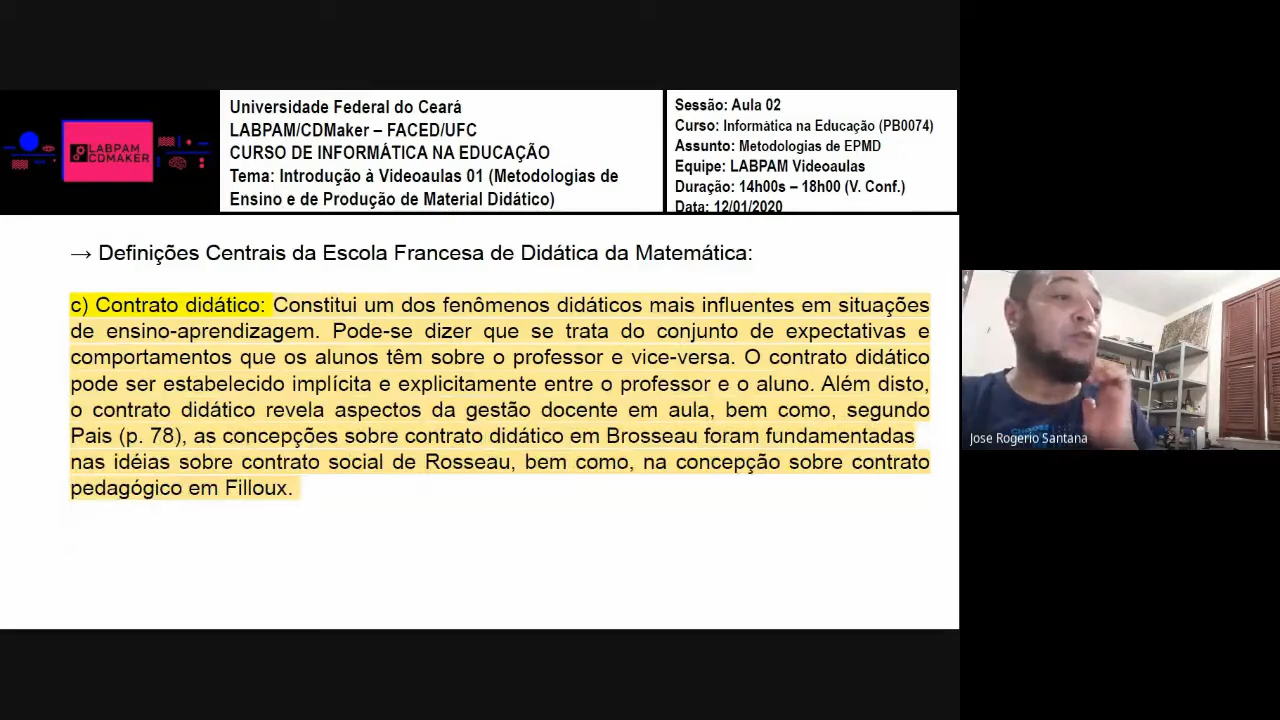 LABPAM
CDMAKER
Universidade Federal do Ceará
LABPAM/CDMaker – FACED/UFC
CURSO DE INFORMÁTICA NA EDUCAÇÃO
Tema: Introdução à Videoaulas 01 (Metodologias de
Ensino e de Produção de Material Didático)
Sessão: Aula 02
Curso: Informática na Educação (PB0074)
Assunto: Metodologias de EPMD
Equipe: LABPAM Videoaulas
Duração: 14h00s – 18h00 (V. Conf.)
Data: 12/01/2020
→ Definições Centrais da Escola Francesa de Didática da Matemática:
c) Contrato didático: Constitui um dos fenômenos didáticos mais influentes em situações
de ensino-aprendizagem. Pode-se dizer que se trata do conjunto de expectativas e
comportamentos que os alunos têm sobre o professor e vice-versa. O contrato didático
pode ser estabelecido implícita e explicitamente entre o professor e o aluno. Além disto,
o contrato didático revela aspectos da gestão docente em aula, bem como, segundo
Pais (p. 78), as concepções sobre contrato didático em Brosseau foram fundamentadas
nas idéias sobre contrato social de Rosseau, bem como, na concepção sobre contrato
pedagógico em Filloux.
Jose Rogerio Santana